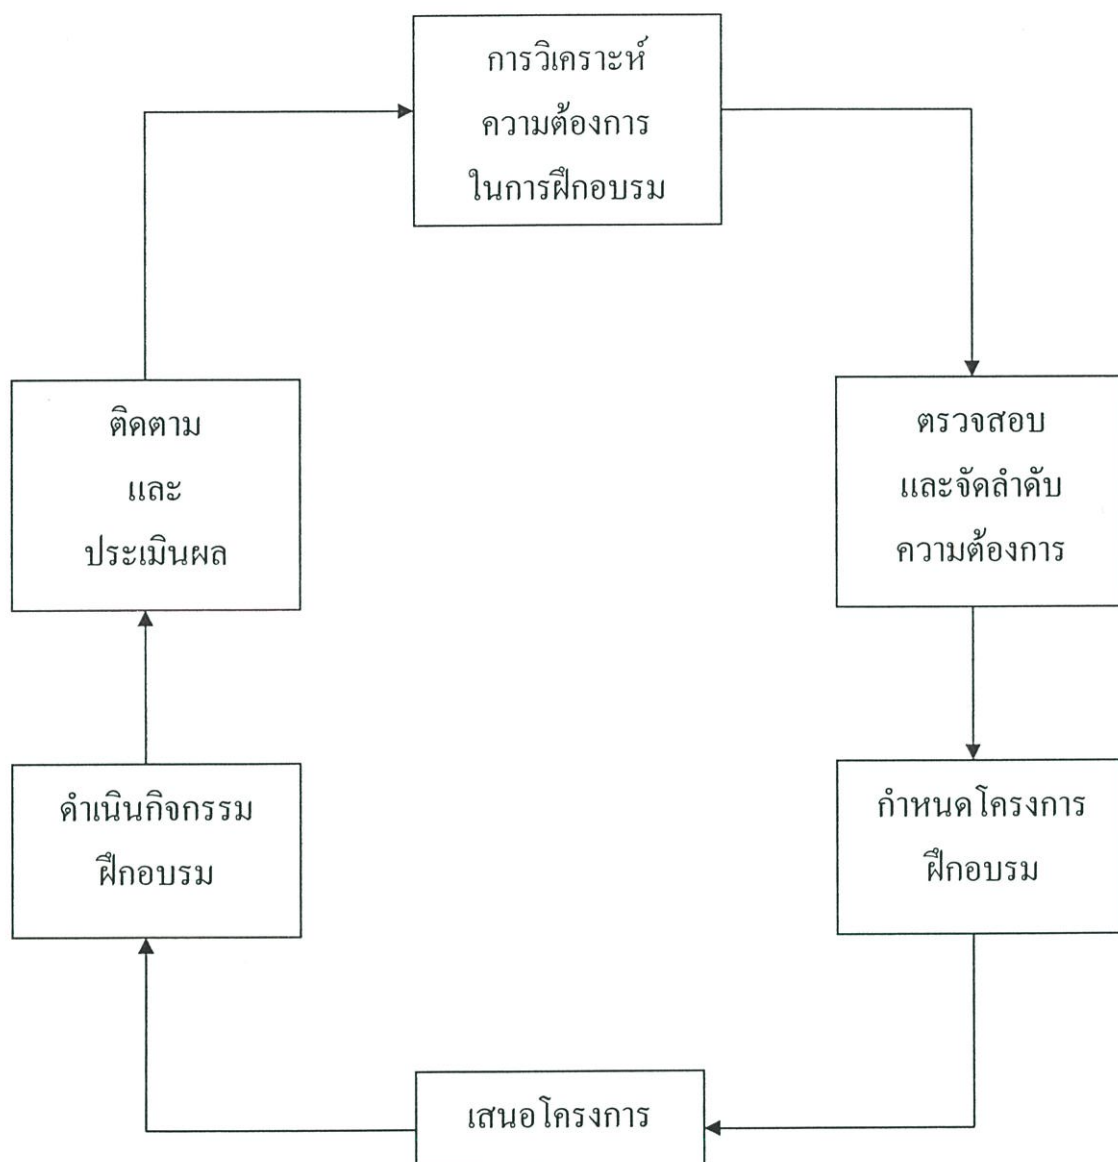 การวิเคราะห์
ความต้องการ
ในการฝึกอบรม
ตรวจสอบ
และจัดลำดับ
ความต้องการ
กำหนดโครงการ
ฝึกอบรม
เสนอโครงการ
ดำเนินกิจกรรม
ฝึกอบรม
ติดตาม
และ
ประเมินผล